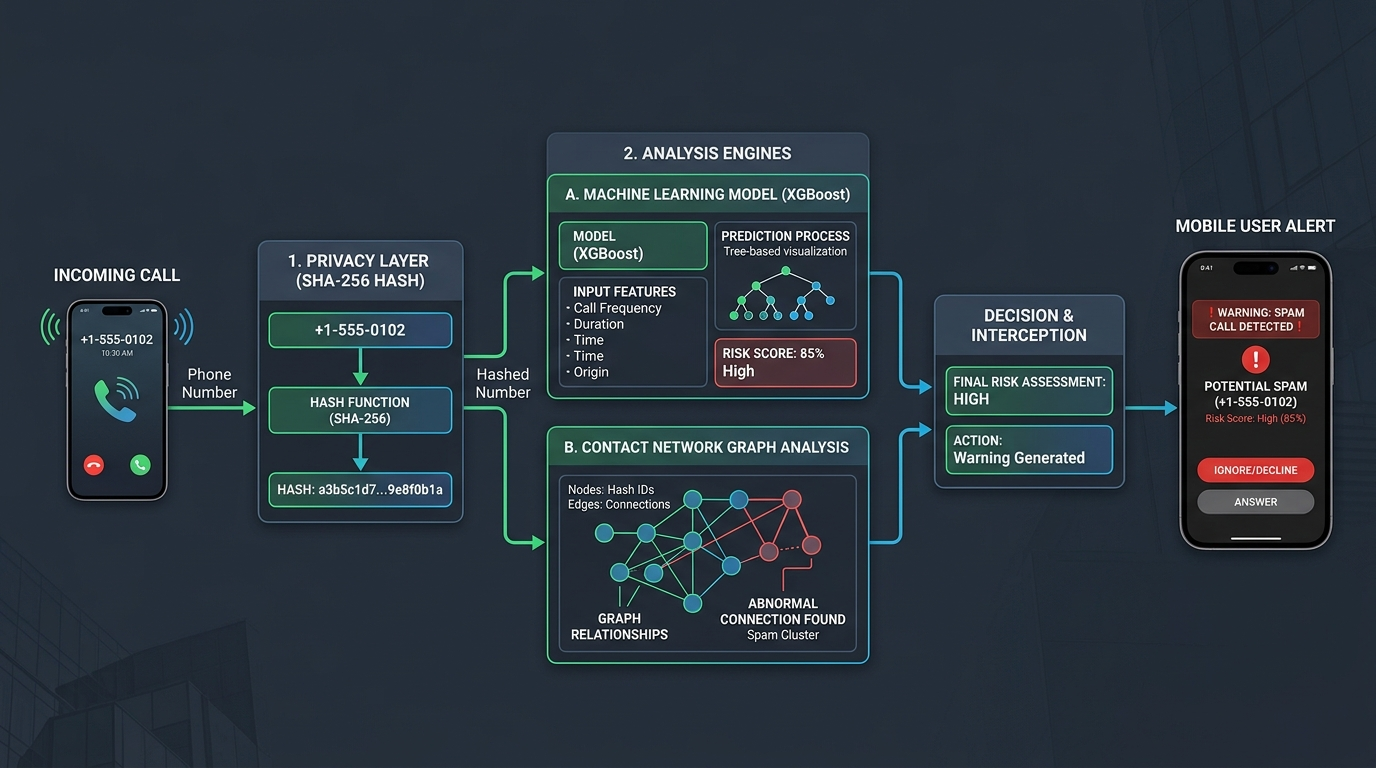 INCOMING CALL
+1-555-0102
10:30 AM
Phone
Number
1. PRIVACY LAYER
(SHA-256 HASH)
+1-555-0102
HASH FUNCTION
(SHA-256)
HASH: a3b5c1d7...9e8f0b1a
Hashed
Number
2. ANALYSIS ENGINES
A. MACHINE LEARNING MODEL (XGBoost)
MODEL
(XGBoost)
INPUT FEATURES
- Call Frequency
- Duration
- Time
- Time
- Origin
PREDICTION PROCESS
Tree-based visualization
RISK SCORE: 85%
High
B. CONTACT NETWORK GRAPH ANALYSIS
Nodes: Hash IDs
Edges: Connections
GRAPH
RELATIONSHIPS
ABNORMAL
CONNECTION FOUND
Spam Cluster
DECISION &
INTERCEPTION
FINAL RISK ASSESSMENT:
HIGH
ACTION:
Warning Generated
MOBILE USER ALERT
0:41
! WARNING: SPAM
CALL DETECTED !
!
POTENTIAL SPAM
(+1-555-0102)
Risk Score: High (85%)
IGNORE/DECLINE
ANSWER